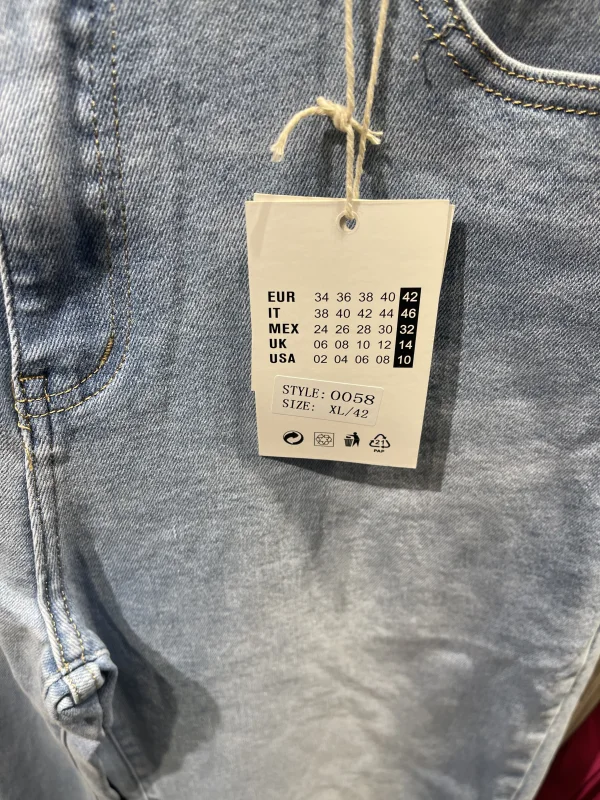 EUR 34 36 38 40 42
IT 38 40 42 44 46
MEX 24 26 28 30 32
UK 06 08 10 12 14
USA 02 04 06 08 10
STYLE: 0058
SIZE: XL/42
21
PAP